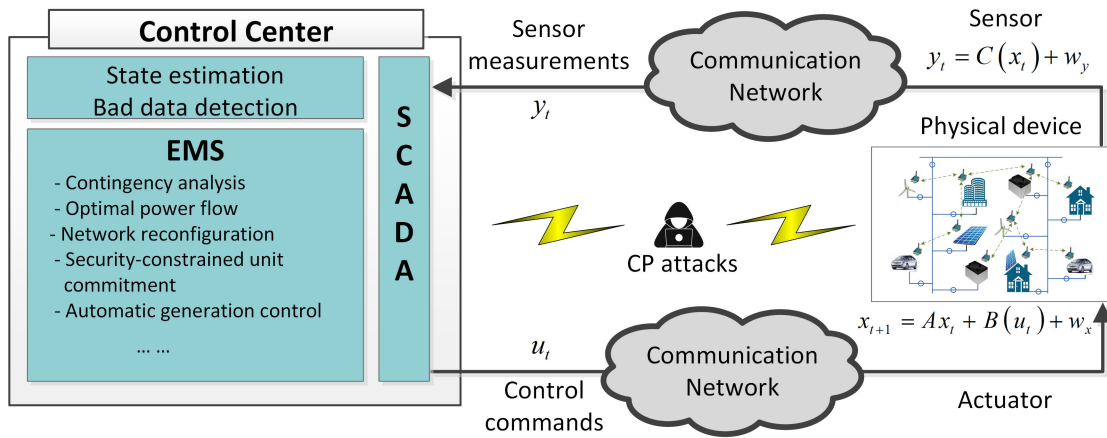 Control Center
State estimation
Bad data detection
EMS
- Contingency analysis
- Optimal power flow
- Network reconfiguration
- Security-constrained unit
commitment
- Automatic generation control
... ...
S
C
A
D
A
Sensor
measurements
y_t
Communication
Network
Sensor
y_t = C(x_t) + w_y
Physical device
CP attacks
x_{t+1} = Ax_t + B(u_t) + w_x
u_t
Control
commands
Communication
Network
Actuator